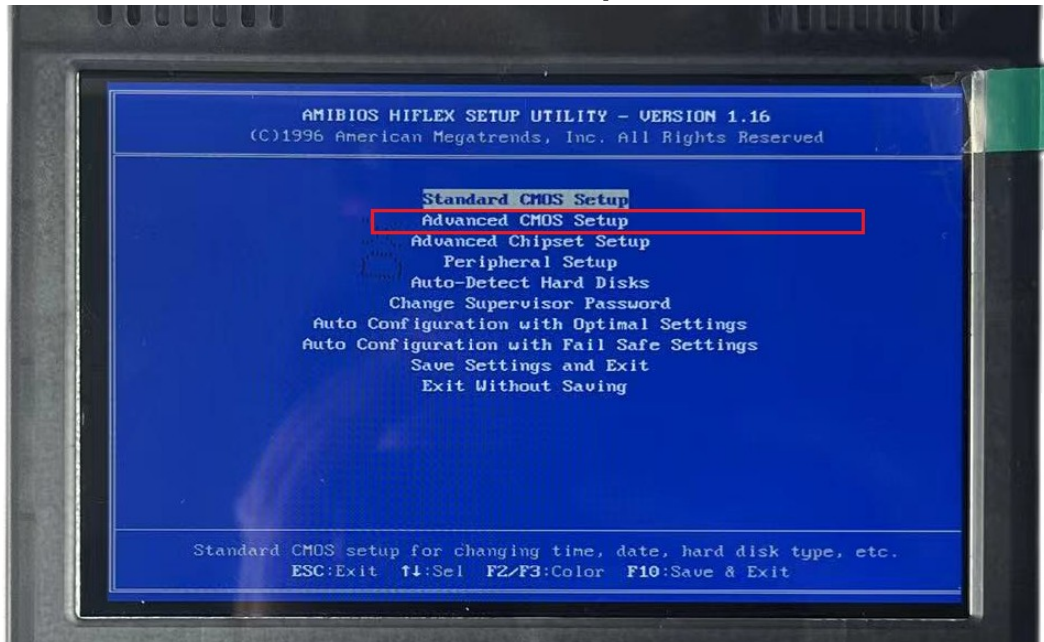 AMIBIOS HIFLEX SETUP UTILITY - VERSION 1.16
(C)1996 American Megatrends, Inc. All Rights Reserved
Standard CMOS Setup
Advanced CMOS Setup
Advanced Chipset Setup
Peripheral Setup
Auto-Detect Hard Disks
Change Supervisor Password
Auto Configuration with Optimal Settings
Auto Configuration with Fail Safe Settings
Save Settings and Exit
Exit Without Saving
Standard CMOS setup for changing time, date, hard disk type, etc.
ESC:Exit ↑↓:Sel F2/F3:Color F10:Save & Exit